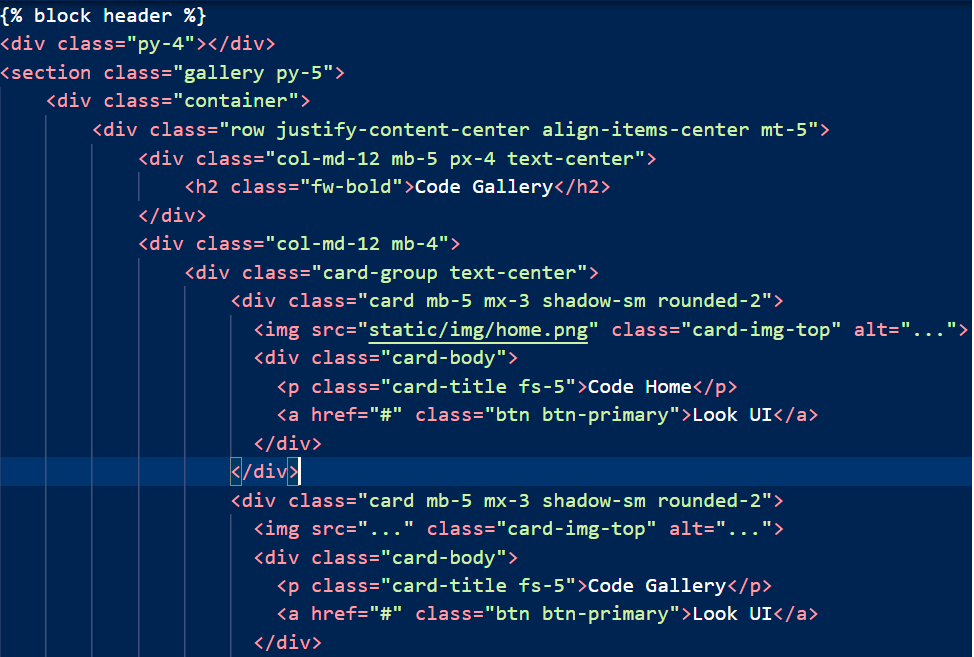 {% block header %}
<div class="py-4"></div>
<section class="gallery py-5">
<div class="container">
<div class="row justify-content-center align-items-center mt-5">
<div class="col-md-12 mb-5 px-4 text-center">
<h2 class="fw-bold">Code Gallery</h2>
</div>
<div class="col-md-12 mb-4">
<div class="card-group text-center">
<div class="card mb-5 mx-3 shadow-sm rounded-2">
<img src="static/img/home.png" class="card-img-top" alt="...">
<div class="card-body">
<p class="card-title fs-5">Code Home</p>
<a href="#" class="btn btn-primary">Look UI</a>
</div>
</div>
<div class="card mb-5 mx-3 shadow-sm rounded-2">
<img src="..." class="card-img-top" alt="...">
<div class="card-body">
<p class="card-title fs-5">Code Gallery</p>
<a href="#" class="btn btn-primary">Look UI</a>
</div>